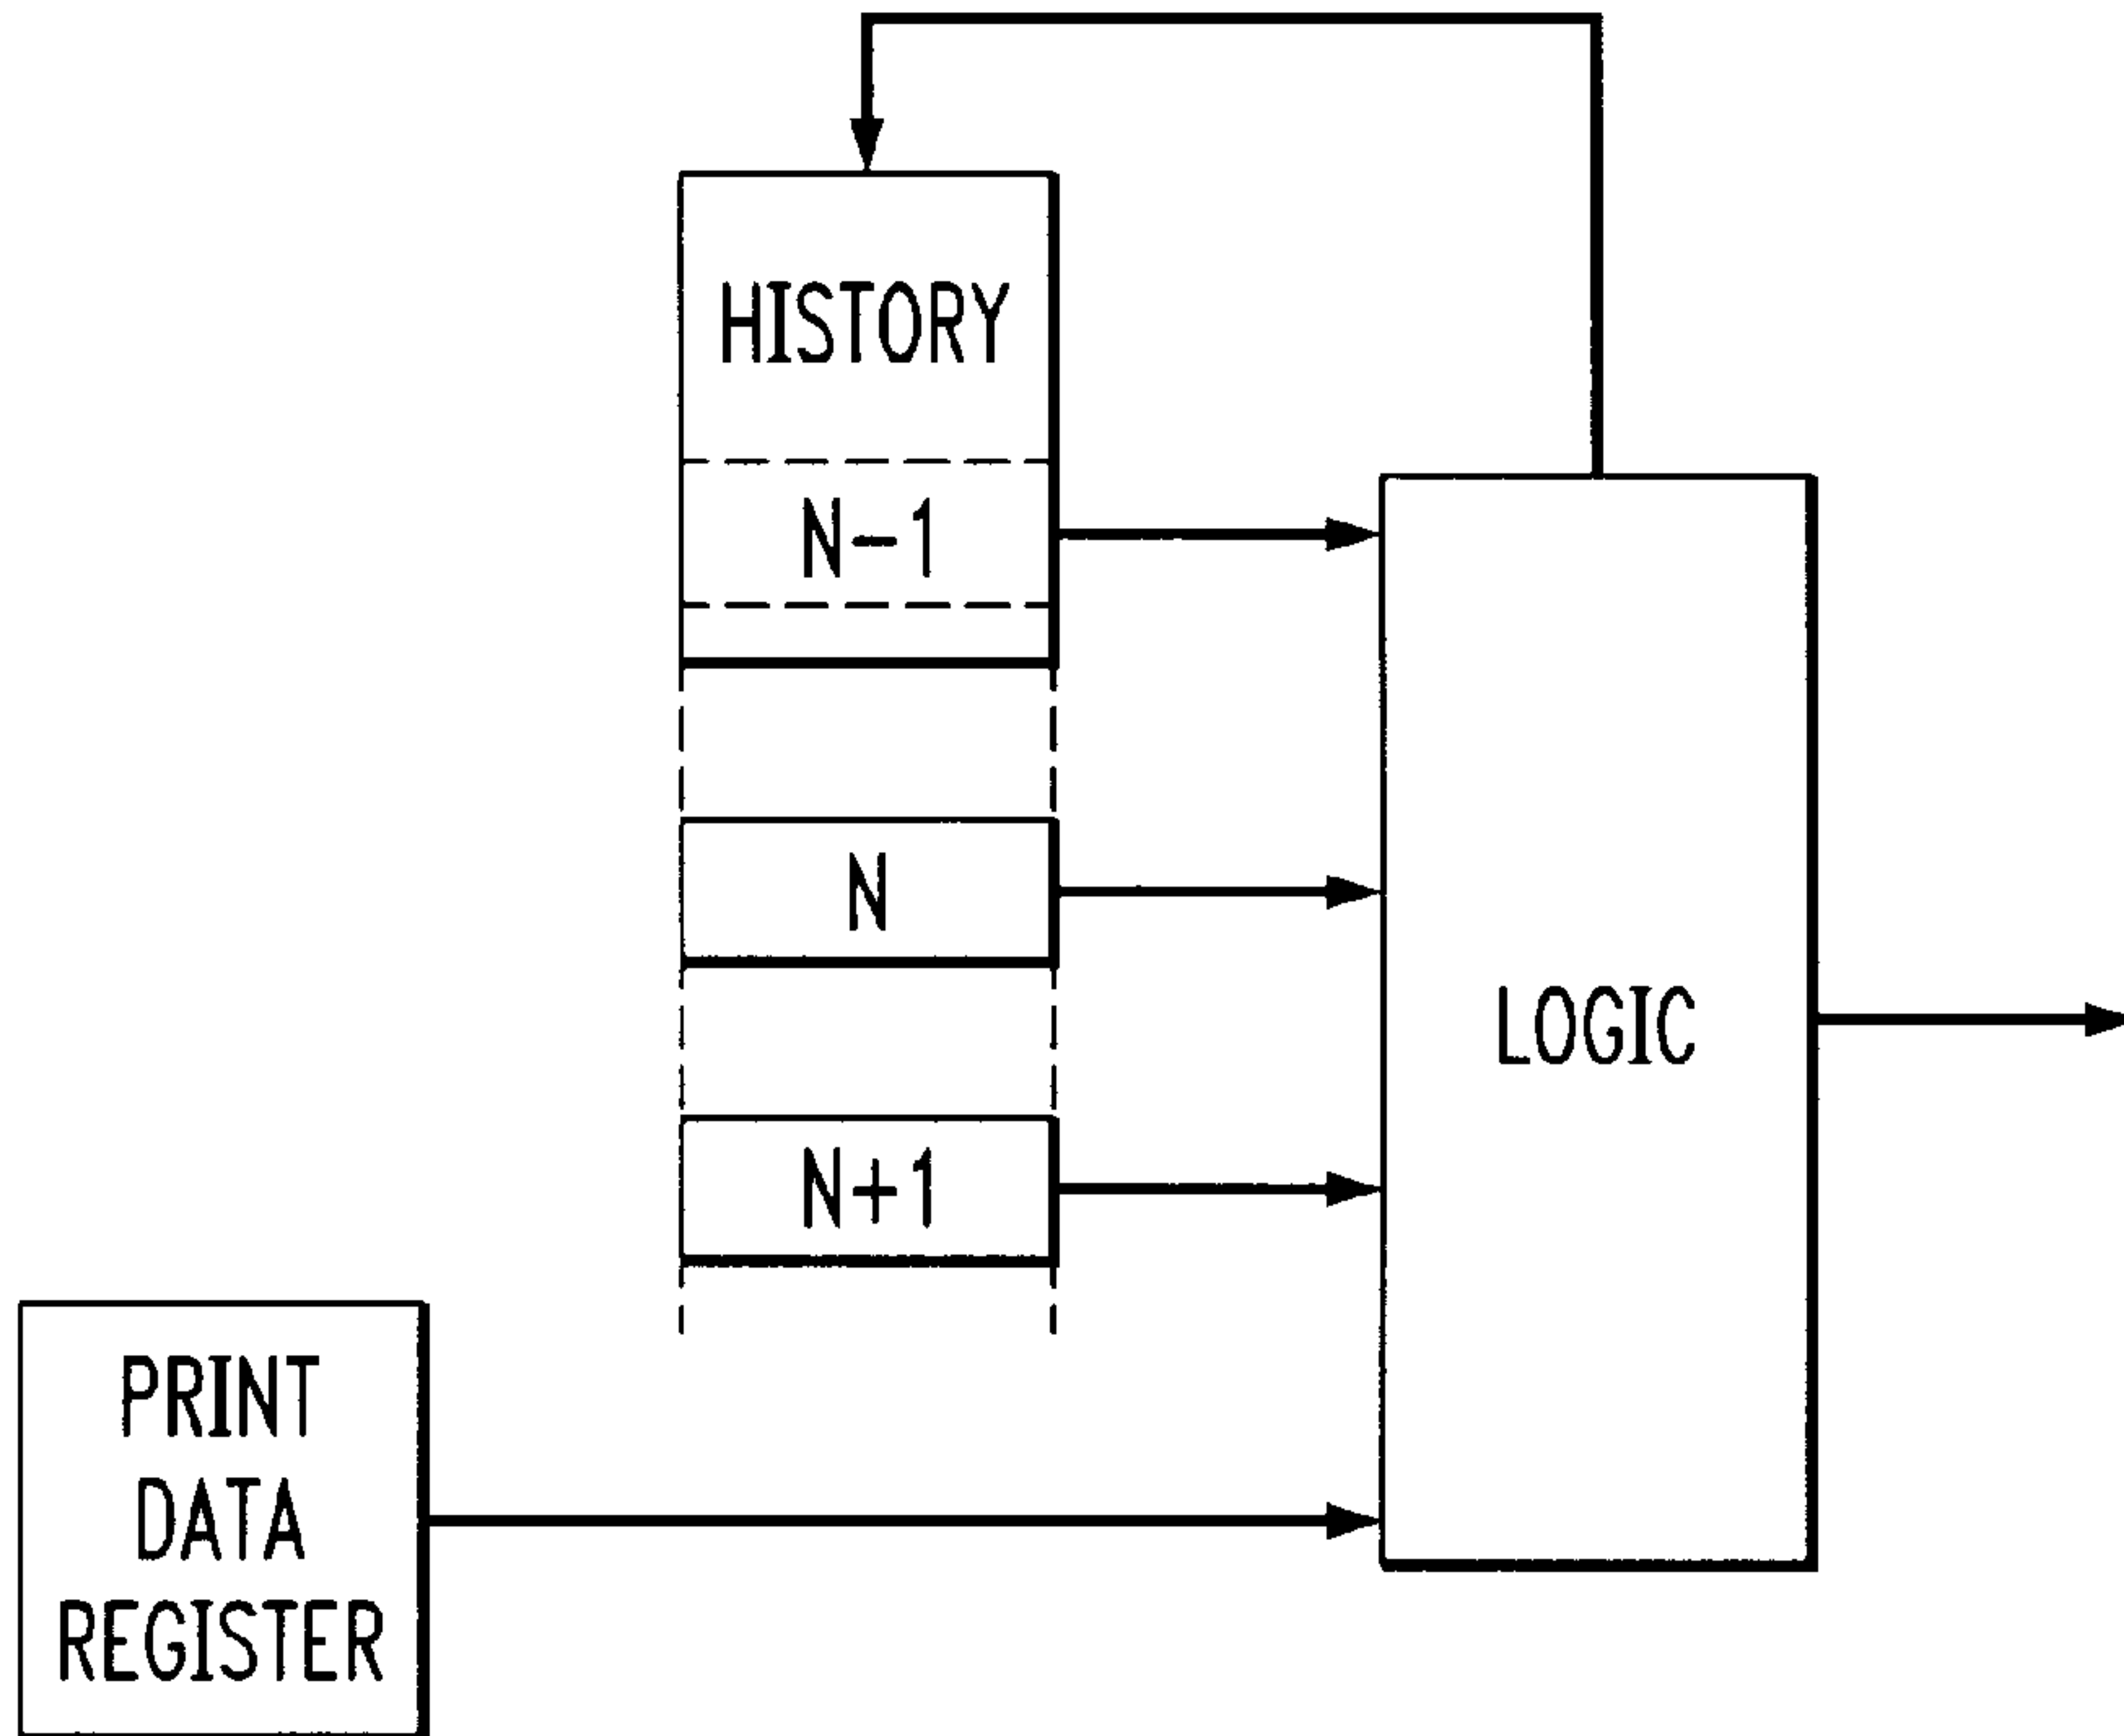 HISTORY
N-1
N
LOGIC
N+1
PRINT
DATA
REGISTER